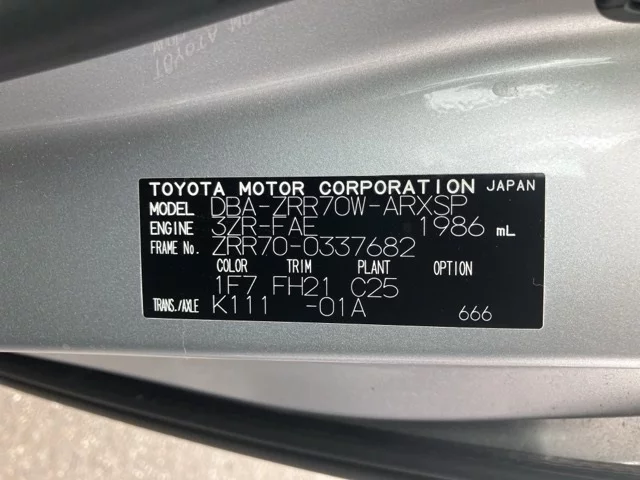 TOYOTA MOTOR CORPORATION JAPAN
MODEL DBA-ZRR70W-ARXSP
ENGINE 3ZR-FAE 1986 mL
FRAME No. ZRR70-0337682
COLOR TRIM PLANT OPTION
1F7 FH21 C25
TRANS./AXLE K111 -01A
666